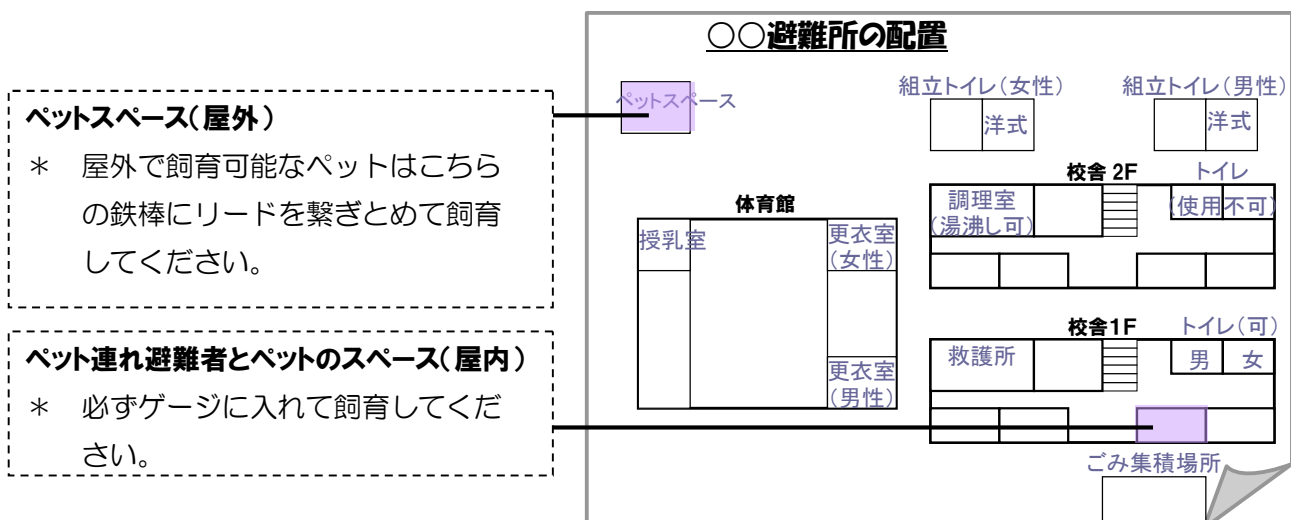 ○○避難所の配置
ペットスペース(屋外)
＊ 屋外で飼育可能なペットはこちら
の鉄棒にリードを繋ぎとめて飼育
してください。
ペット連れ避難者とペットのスペース(屋内)
＊ 必ずゲージに入れて飼育してくだ
さい。
ペットスペース
組立トイレ(女性)
洋式
組立トイレ(男性)
洋式
体育館
授乳室
更衣室
(女性)
更衣室
(男性)
校舎 2F
トイレ
(使用不可)
調理室
(湯沸し可)
校舎1F
トイレ(可)
救護所
男
女
ごみ集積場所